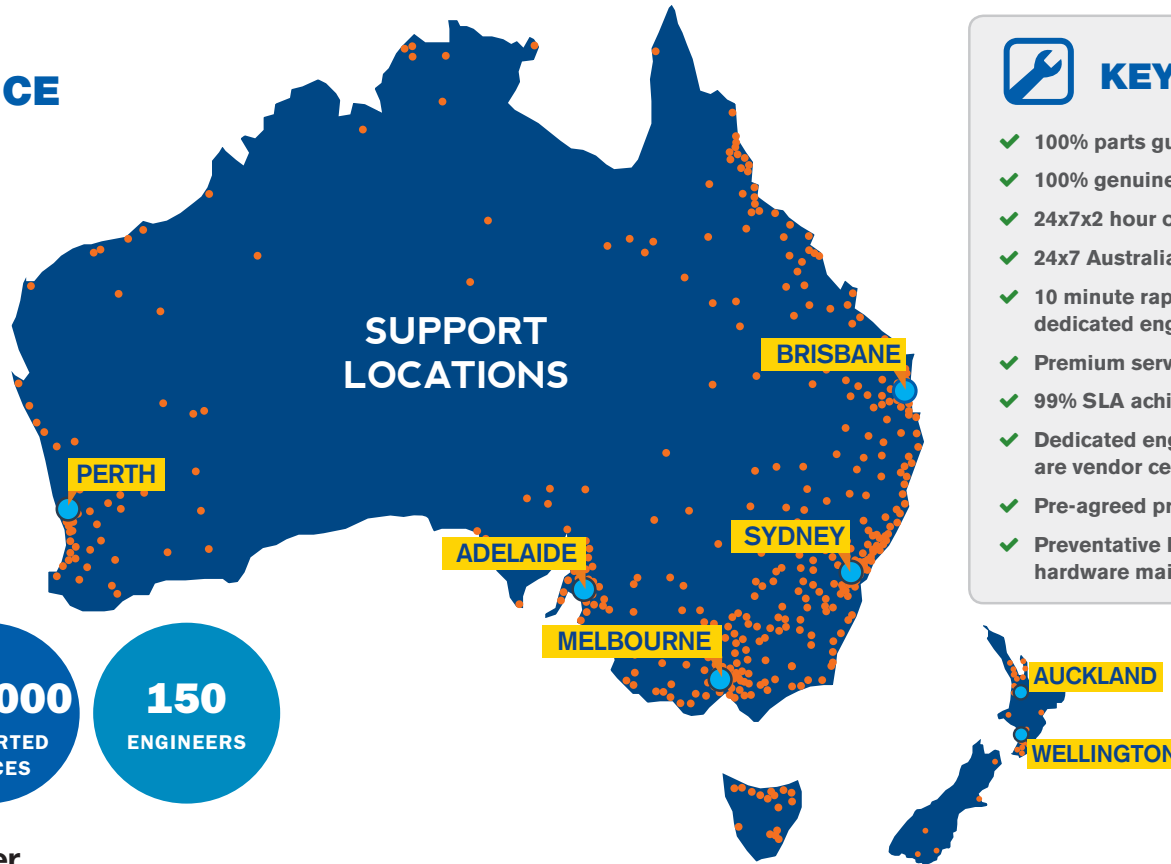 CE
SUPPORT
LOCATIONS
BRISBANE
PERTH
SYDNEY
ADELAIDE
MELBOURNE
AUCKLAND
WELLINGTON
000
RTED
CES
150
ENGINEERS
er
KEY
100% parts gu
100% genuine
24x7x2 hour o
24x7 Australia
10 minute rap
dedicated eng
Premium serv
99% SLA achi
Dedicated eng
are vendor ce
Pre-agreed pr
Preventative
hardware mai